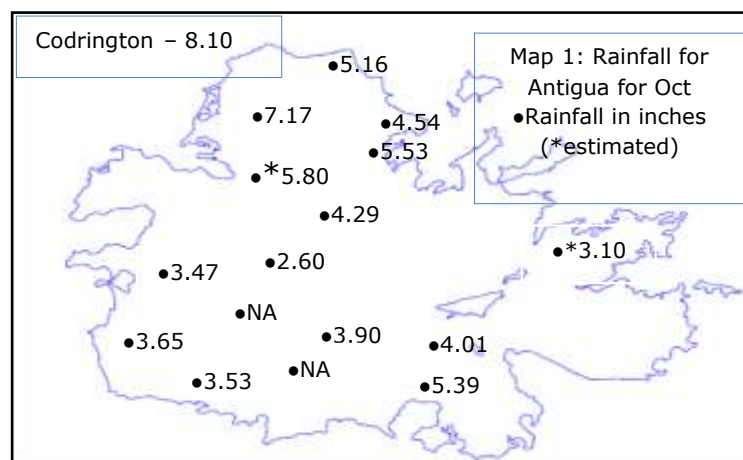 Codrington – 8.10
Map 1: Rainfall for
Antigua for Oct
●Rainfall in inches
(*estimated)
●5.16
●7.17
●4.54
●5.53
●*5.80
●4.29
●*3.10
●2.60
●3.47
●NA
●3.90
●3.65
●4.01
●NA
●3.53
●5.39